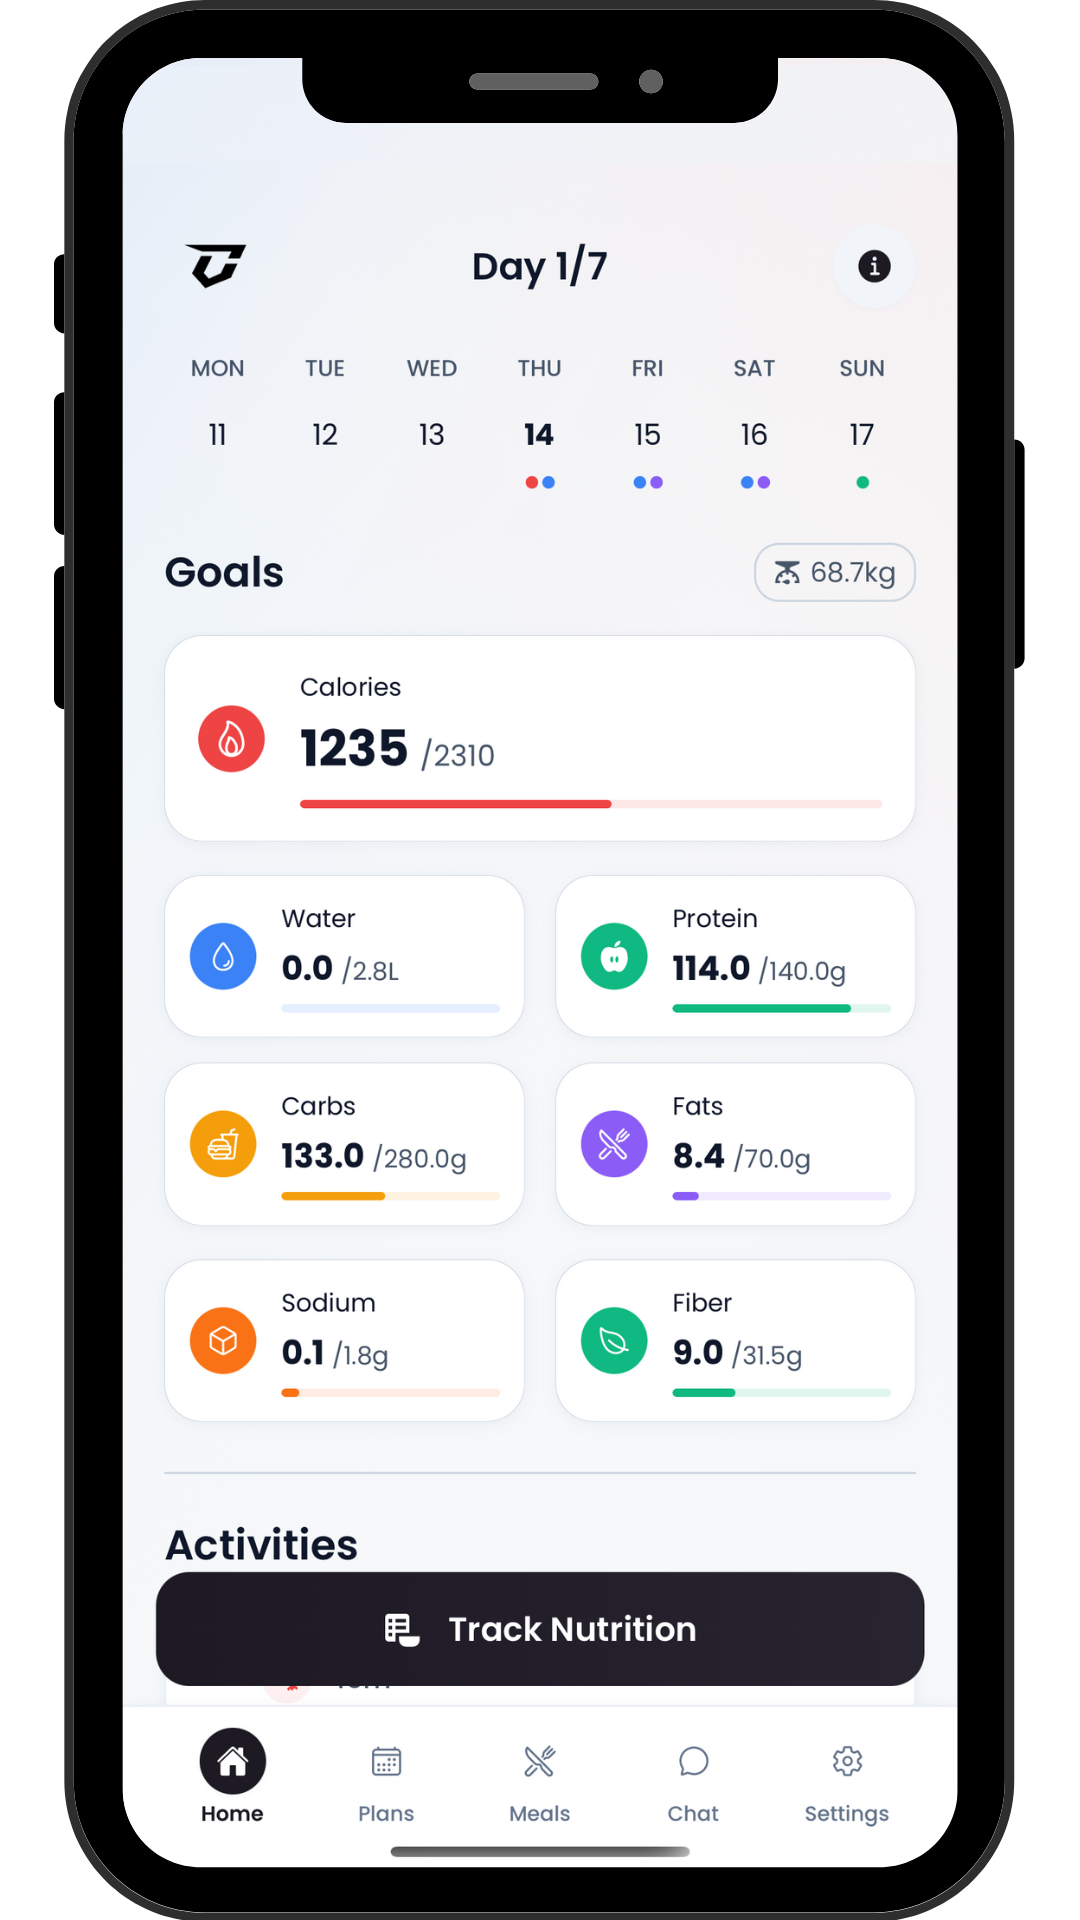 Day 1/7
MON TUE WED THU FRI SAT SUN
11 12 13 14 15 16 17
Goals
68.7kg
Calories
1235 /2310
Water
0.0 /2.8L
Protein
114.0 /140.0g
Carbs
133.0 /280.0g
Fats
8.4 /70.0g
Sodium
0.1 /1.8g
Fiber
9.0 /31.5g
Activities
Track Nutrition
Home Plans Meals Chat Settings